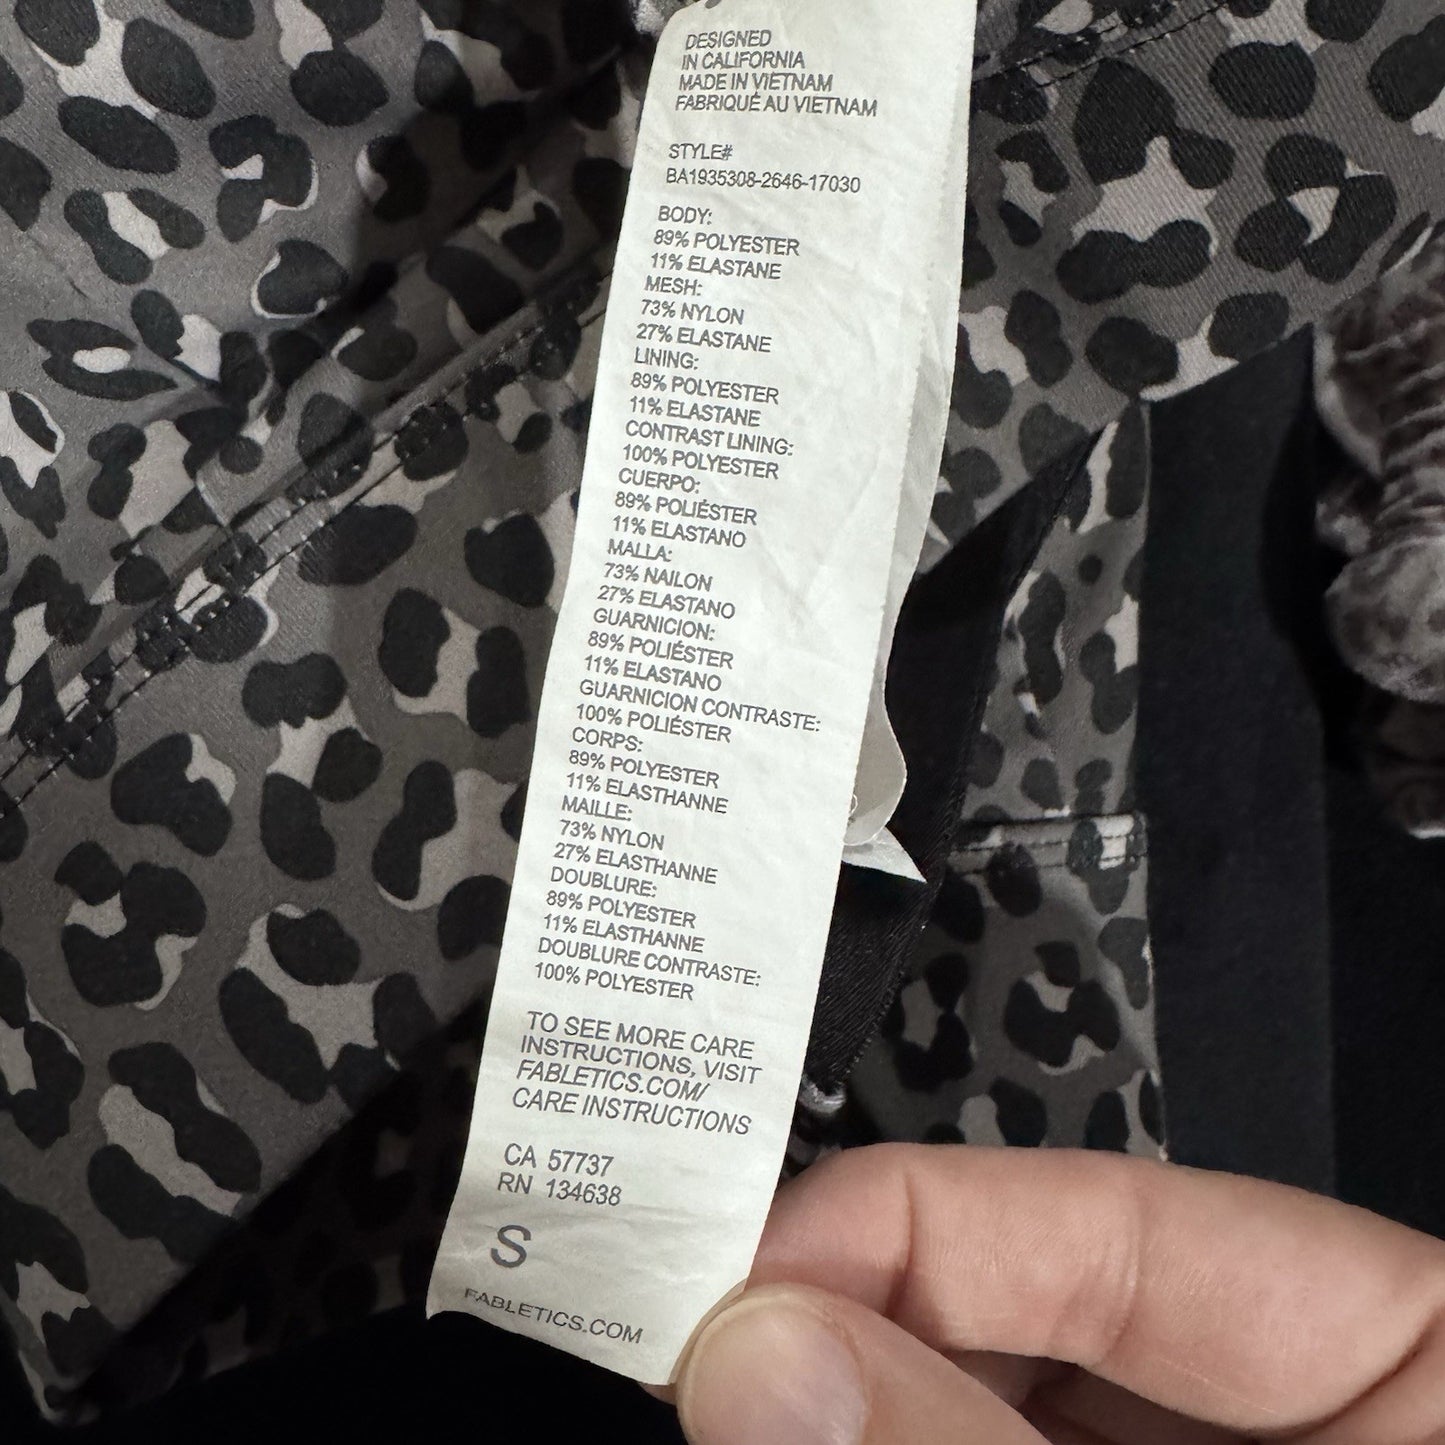 DESIGNED
IN CALIFORNIA
MADE IN VIETNAM
FABRIQUÉ AU VIETNAM
STYLE#
BA1935308-2646-17030
BODY:
89% POLYESTER
11% ELASTANE
MESH:
73% NYLON
27% ELASTANE
LINING:
89% POLYESTER
11% ELASTANE
CONTRAST LINING:
100% POLYESTER
CUERPO:
89% POLIÉSTER
11% ELASTANO
MALLA:
73% NAILON
27% ELASTANO
GUARNICION:
89% POLIÉSTER
11% ELASTANO
GUARNICION CONTRASTE:
100% POLIÉSTER
CORPS:
89% POLYESTER
11% ELASTHANNE
MAILLE:
73% NYLON
27% ELASTHANNE
DOUBLURE:
89% POLYESTER
11% ELASTHANNE
DOUBLURE CONTRASTE:
100% POLYESTER
TO SEE MORE CARE
INSTRUCTIONS, VISIT
FABLETICS.COM/
CARE INSTRUCTIONS
CA 57737
RN 134638
S
FABLETICS.COM